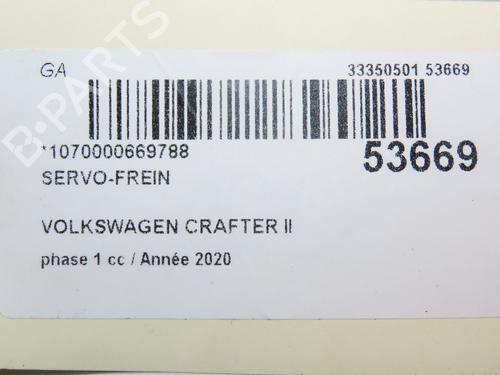 GA 33350501 53669
*1070000669788 53669
SERVO-FREIN
VOLKSWAGEN CRAFTER II
phase 1 cc / Année 2020
B-PARTS